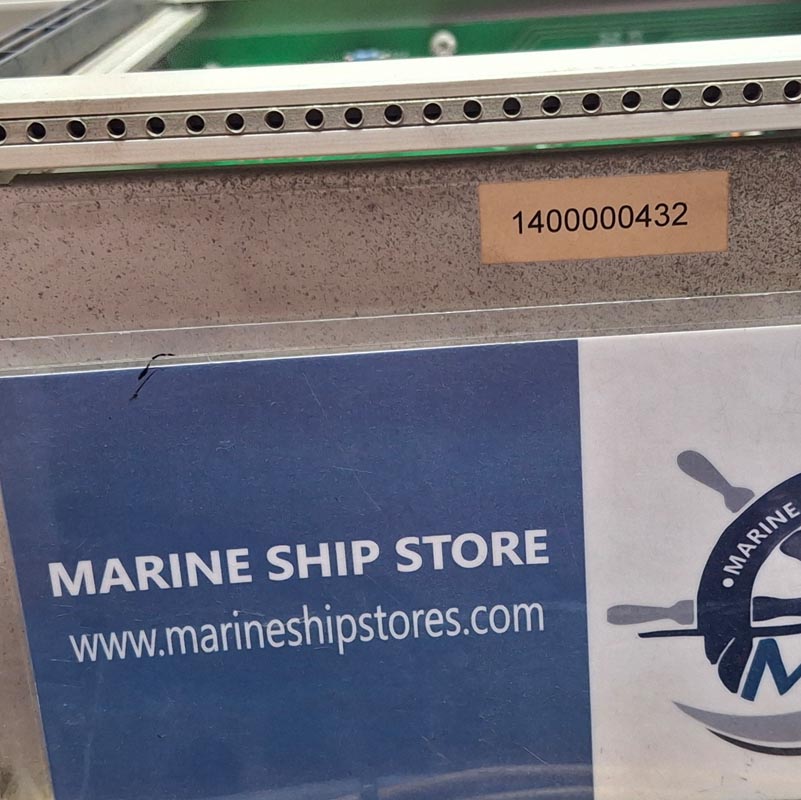 1400000432
MARINE SHIP STORE
www.marineshipstores.com
•MARINE
M